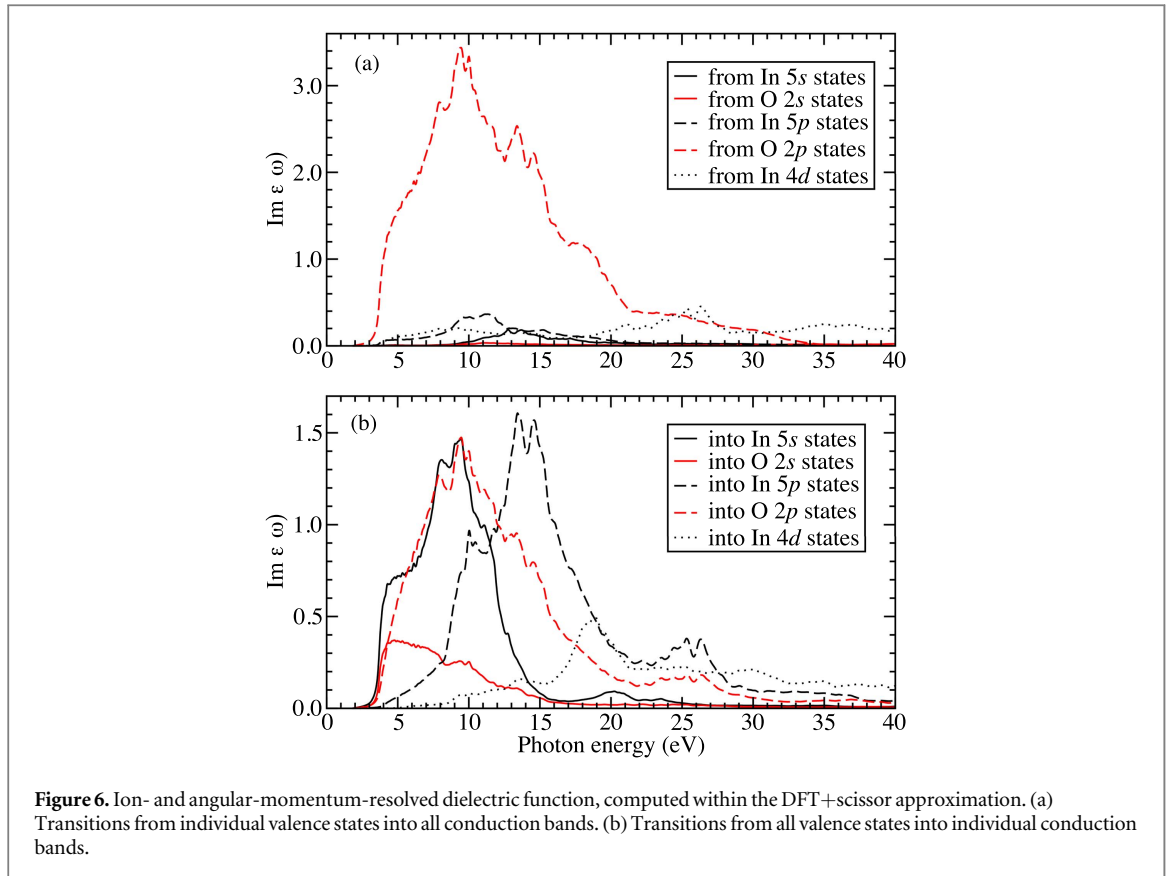 (a)
from In 5s states
from O 2s states
from In 5p states
from O 2p states
from In 4d states
Im ε ω)
3.0
2.0
1.0
0.0
0 5 10 15 20 25 30 35 40
(b)
into In 5s states
into O 2s states
into In 5p states
into O 2p states
into In 4d states
Im ε ω)
1.5
1.0
0.5
0.0
0 5 10 15 20 25 30 35 40
Photon energy (eV)
Figure 6. Ion- and angular-momentum-resolved dielectric function, computed within the DFT+scissor approximation. (a)
Transitions from individual valence states into all conduction bands. (b) Transitions from all valence states into individual conduction
bands.